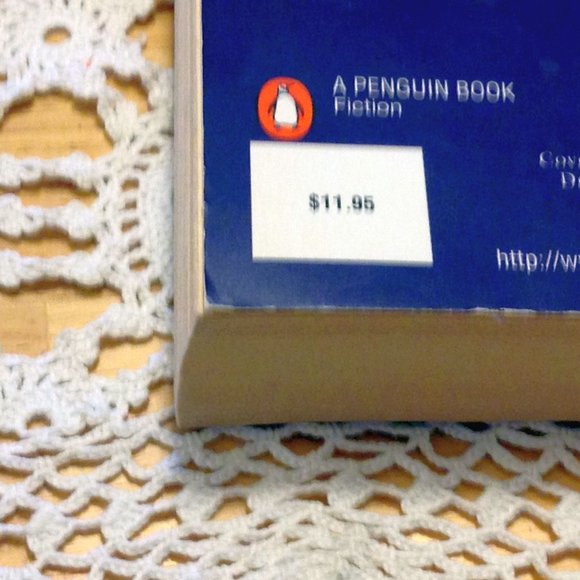 A PENGUIN BOOK
Fiction
$11.95
http://w